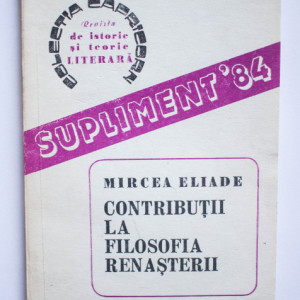 COLECȚIA CAPRICORN
Revista
de istorie
și teorie
LITERARĂ
SUPLIMENT '84
MIRCEA ELIADE
CONTRIBUȚII
LA
FILOSOFIA
RENAȘTERII